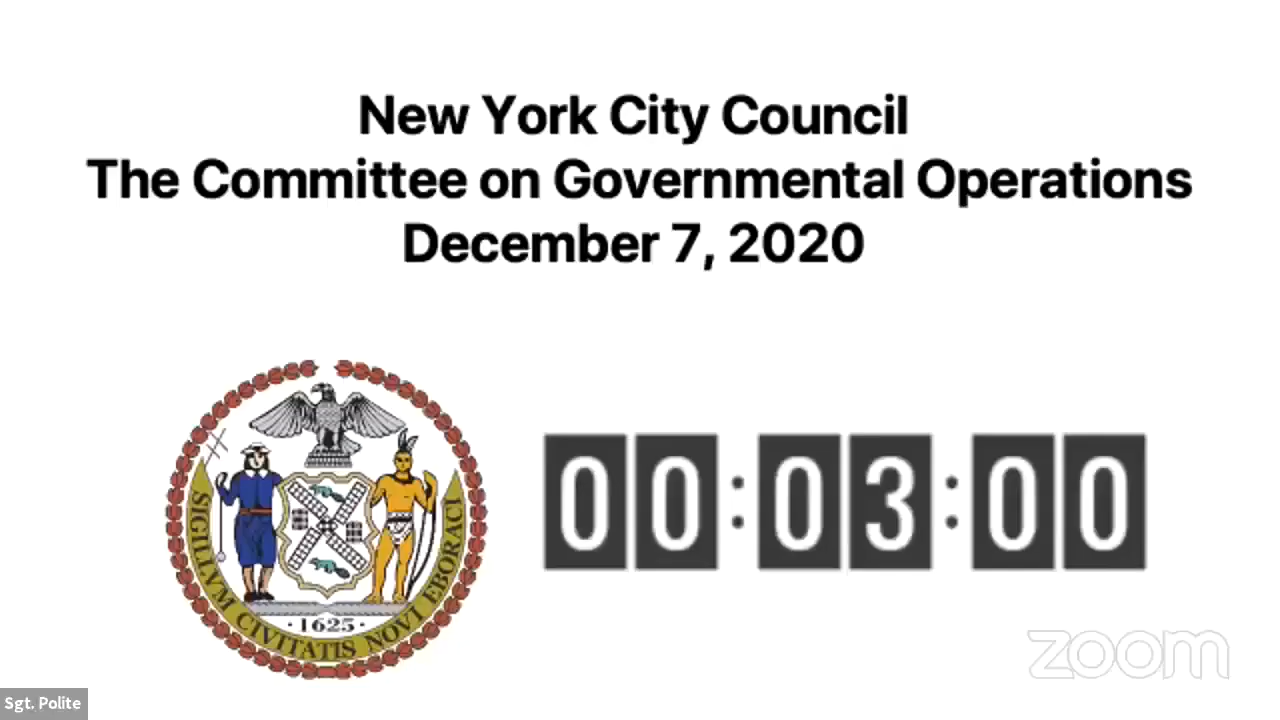 New York City Council
The Committee on Governmental Operations
December 7, 2020
00:03:00
SIGILLVM CIVITATIS NOVI EBORACI
·1625·
zoom
Sgt. Polite